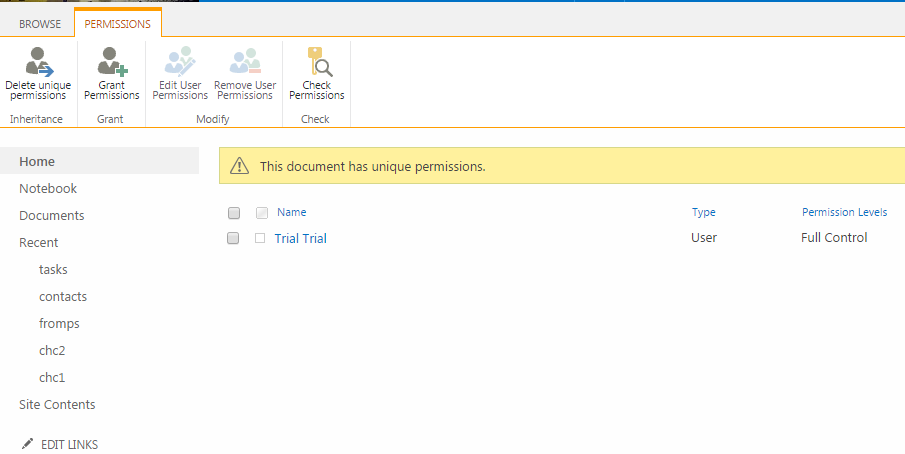 BROWSE PERMISSIONS
Delete unique Grant Edit User Remove User Check
permissions Permissions Permissions Permissions Permissions
Inheritance Grant Modify Check
Home
This document has unique permissions.
Notebook
Documents
Name Type Permission Levels
Recent
Trial Trial User Full Control
tasks
contacts
fromps
chc2
chc1
Site Contents
EDIT LINKS